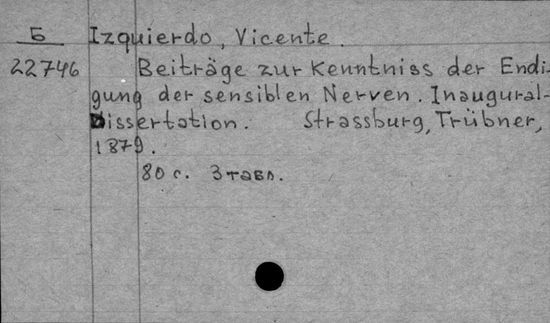 Б Izquierdo, Vicente.
22746 Beiträge zur Kenntniss der Endi-
gung der sensiblen Nerven. Inaugural-
Dissertation. Strassburg, Trübner,
1879.
80 с. 3 табл.